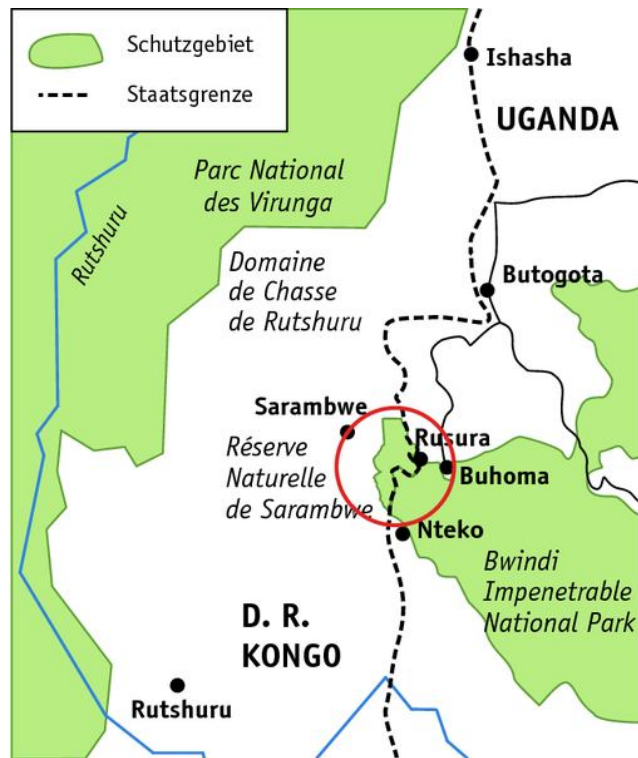 Schutzgebiet
Staatsgrenze
Ishasha
UGANDA
Parc National
des Virunga
Rutshuru
Domaine
de Chasse
de Rutshuru
Butogota
Sarambwe
Rusura
Réserve
Naturelle
de Sarambwe
Buhoma
Nteko
Bwindi
Impenetrable
National Park
D. R.
KONGO
Rutshuru